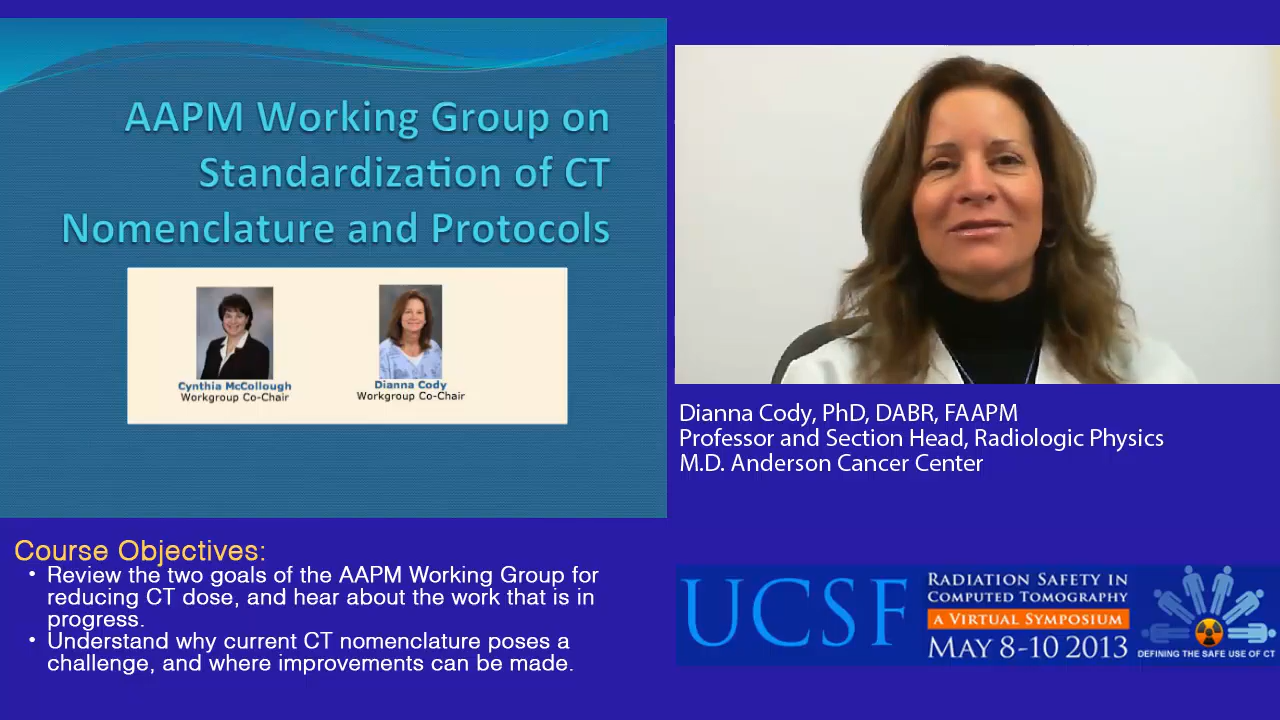 AAPM Working Group on
Standardization of CT
Nomenclature and Protocols
Cynthia McCollough
Workgroup Co-Chair
Dianna Cody
Workgroup Co-Chair
Dianna Cody, PhD, DABR, FAAPM
Professor and Section Head, Radiologic Physics
M.D. Anderson Cancer Center
Course Objectives:
• Review the two goals of the AAPM Working Group for
reducing CT dose, and hear about the work that is in
progress.
• Understand why current CT nomenclature poses a
challenge, and where improvements can be made.
UCSF
RADIATION SAFETY IN
COMPUTED TOMOGRAPHY
A VIRTUAL SYMPOSIUM
MAY 8-10 2013
DEFINING THE SAFE USE OF CT